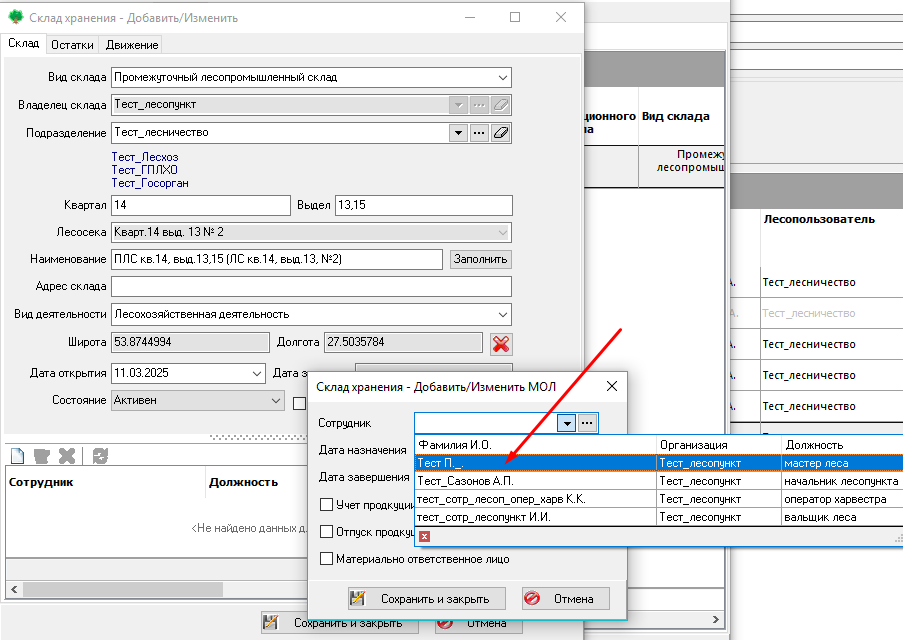 Склад хранения - Добавить/Изменить
Склад Остатки Движение
Вид склада Промежуточный лесопромышленный склад
Владелец склада Тест_лесопункт
Подразделение Тест_лесничество
Тест_Лесхоз
Тест_ГПЛХО
Тест_Госорган
Квартал 14 Выдел 13,15
Лесосека Кварт.14 выд. 13 № 2
Наименование ПЛС кв.14, выд.13,15 (ЛС кв.14, выд.13, №2) Заполнить
Адрес склада
Вид деятельности Лесохозяйственная деятельность
Широта 53.8744994 Долгота 27.5035784
Дата открытия 11.03.2025 Дата з
Состояние Активен
Сотрудник Должность
<Не найдено данных д
Сохранить и закрыть Отмена
ционного Вид склада
Промеж
лесопромыш
Лесопользователь
А. Тест_лесничество
А. Тест_лесничество
А. Тест_лесничество
А. Тест_лесничество
А. Тест_лесничество
Склад хранения - Добавить/Изменить МОЛ
Сотрудник
Дата назначения
Дата завершения
Учет продукции
Отпуск продукц
Материально ответственное лицо
Сохранить и закрыть Отмена
Фамилия И.О. Организация Должность
Тест П._. Тест_лесопункт мастер леса
Тест_Сазонов А.П. Тест_лесопункт начальник лесопункта
тест_сотр_лесоп_опер_харв К.К. Тест_лесопункт оператор харвестра
тест_сотр_лесопункт И.И. Тест_лесопункт вальщик леса